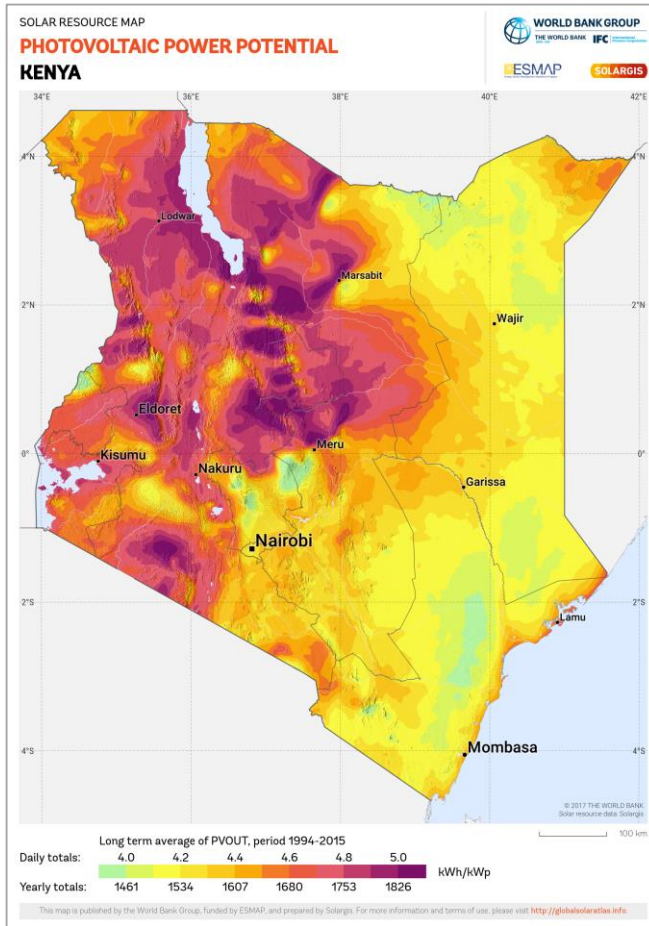 SOLAR RESOURCE MAP
PHOTOVOLTAIC POWER POTENTIAL
KENYA
WORLD BANK GROUP
THE WORLD BANK
IFC
ESMAP
SOLARGIS
34°E 36°E 38°E 40°E 42°E
4°N 4°N
Lodwar
Marsabit
2°N 2°N
Wajir
Eldoret
Kisumu
Meru
0° 0°
Nakuru
Garissa
Nairobi
2°S 2°S
Lamu
Mombasa
4°S 4°S
© 2017 THE WORLD BANK
Solar resource data: Solargis
100 km
Long term average of PVOUT, period 1994-2015
Daily totals: 4.0 4.2 4.4 4.6 4.8 5.0
kWh/kWp
Yearly totals: 1461 1534 1607 1680 1753 1826
This map is published by the World Bank Group, funded by ESMAP, and prepared by Solargis. For more information and terms of use, please visit http://globalsolaratlas.info.